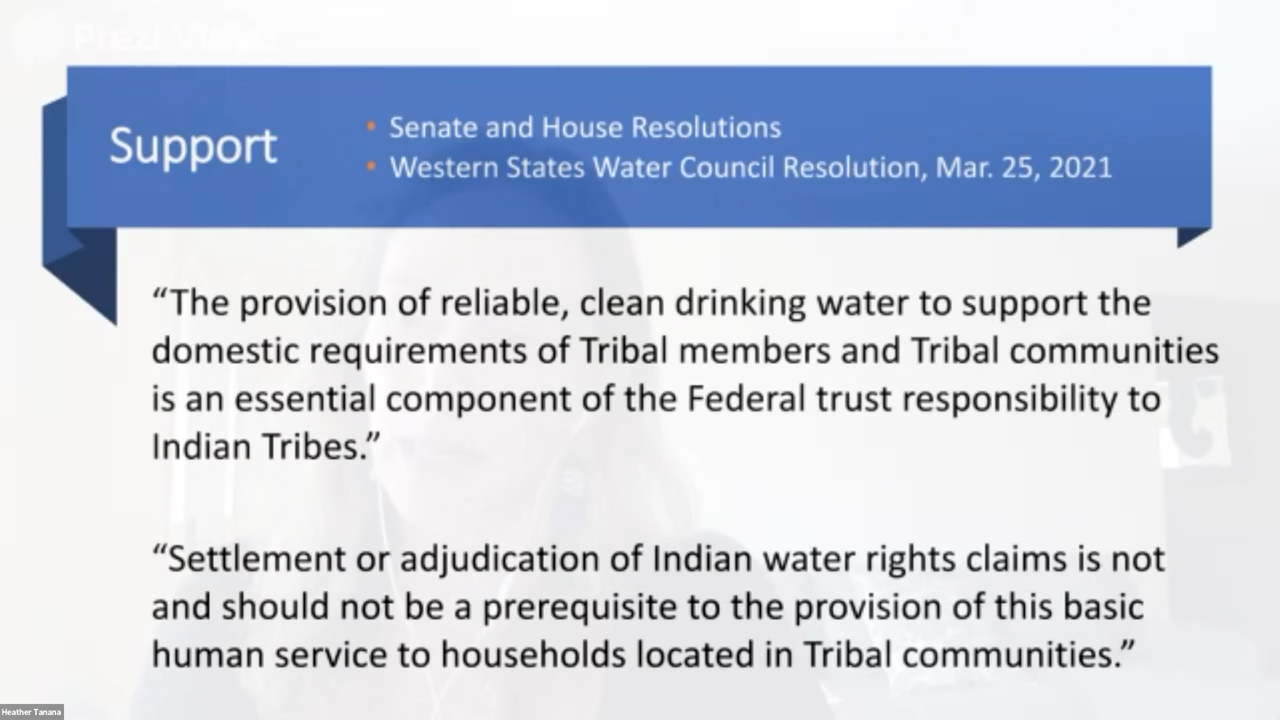 Prezi Video
Support
• Senate and House Resolutions
• Western States Water Council Resolution, Mar. 25, 2021
“The provision of reliable, clean drinking water to support the
domestic requirements of Tribal members and Tribal communities
is an essential component of the Federal trust responsibility to
Indian Tribes.”
“Settlement or adjudication of Indian water rights claims is not
and should not be a prerequisite to the provision of this basic
human service to households located in Tribal communities.”
Heather Tanana